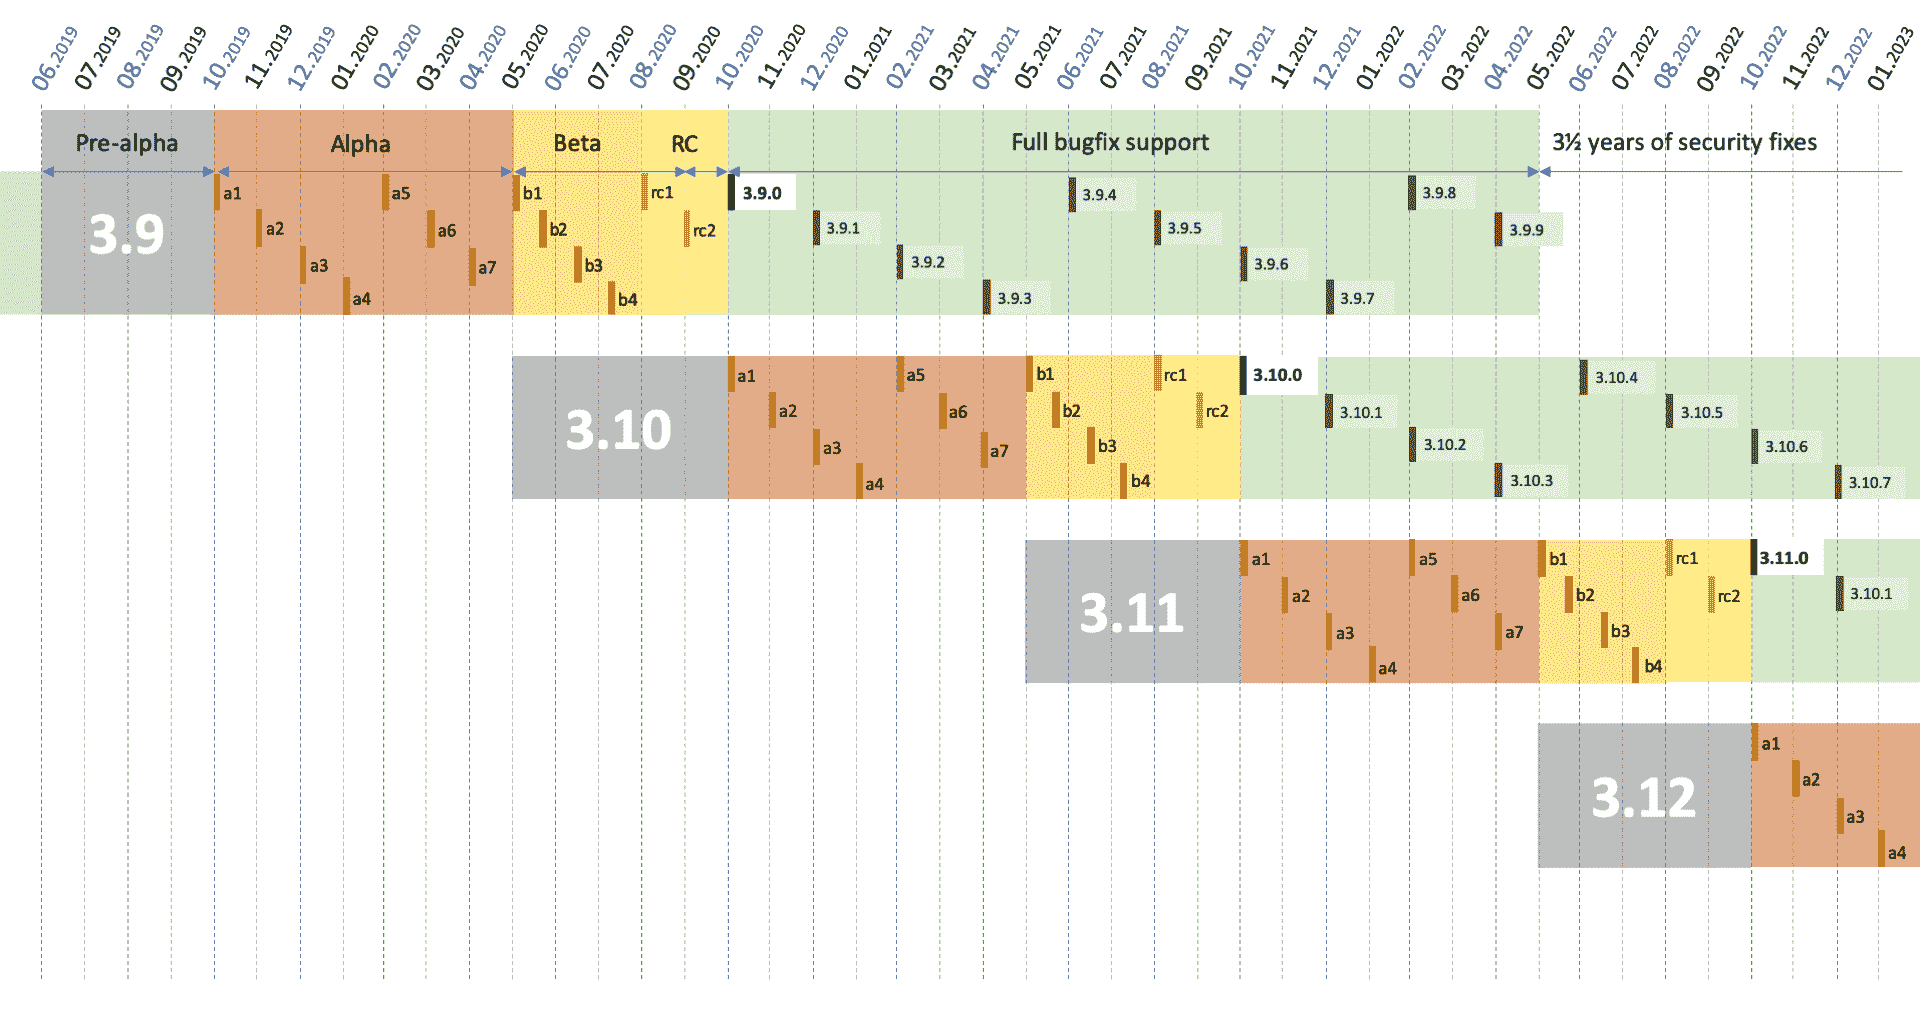 06.2019 07.2019 08.2019 09.2019 10.2019 11.2019 12.2019 01.2020 02.2020 03.2020 04.2020 05.2020 06.2020 07.2020 08.2020 09.2020 10.2020 11.2020 12.2020 01.2021 02.2021 03.2021 04.2021 05.2021 06.2021 07.2021 08.2021 09.2021 10.2021 11.2021 12.2021 01.2022 02.2022 03.2022 04.2022 05.2022 06.2022 07.2022 08.2022 09.2022 10.2022 11.2022 12.2022 01.2023
Pre-alpha Alpha Beta RC Full bugfix support 3½ years of security fixes
a1 a5 b1 rc1 3.9.0 3.9.4 3.9.8
3.9 a2 a6 b2 rc2 3.9.1 3.9.5 3.9.9
a3 a7 b3 3.9.2 3.9.6
a4 b4 3.9.3 3.9.7
a1 a5 b1 rc1 3.10.0 3.10.4
a2 a6 b2 rc2 3.10.1 3.10.5
3.10 a3 a7 b3 3.10.2 3.10.6
a4 b4 3.10.3 3.10.7
a1 a5 b1 rc1 3.11.0
a2 a6 b2 rc2 3.10.1
3.11 a3 a7 b3
a4 b4
a1
a2
3.12 a3
a4